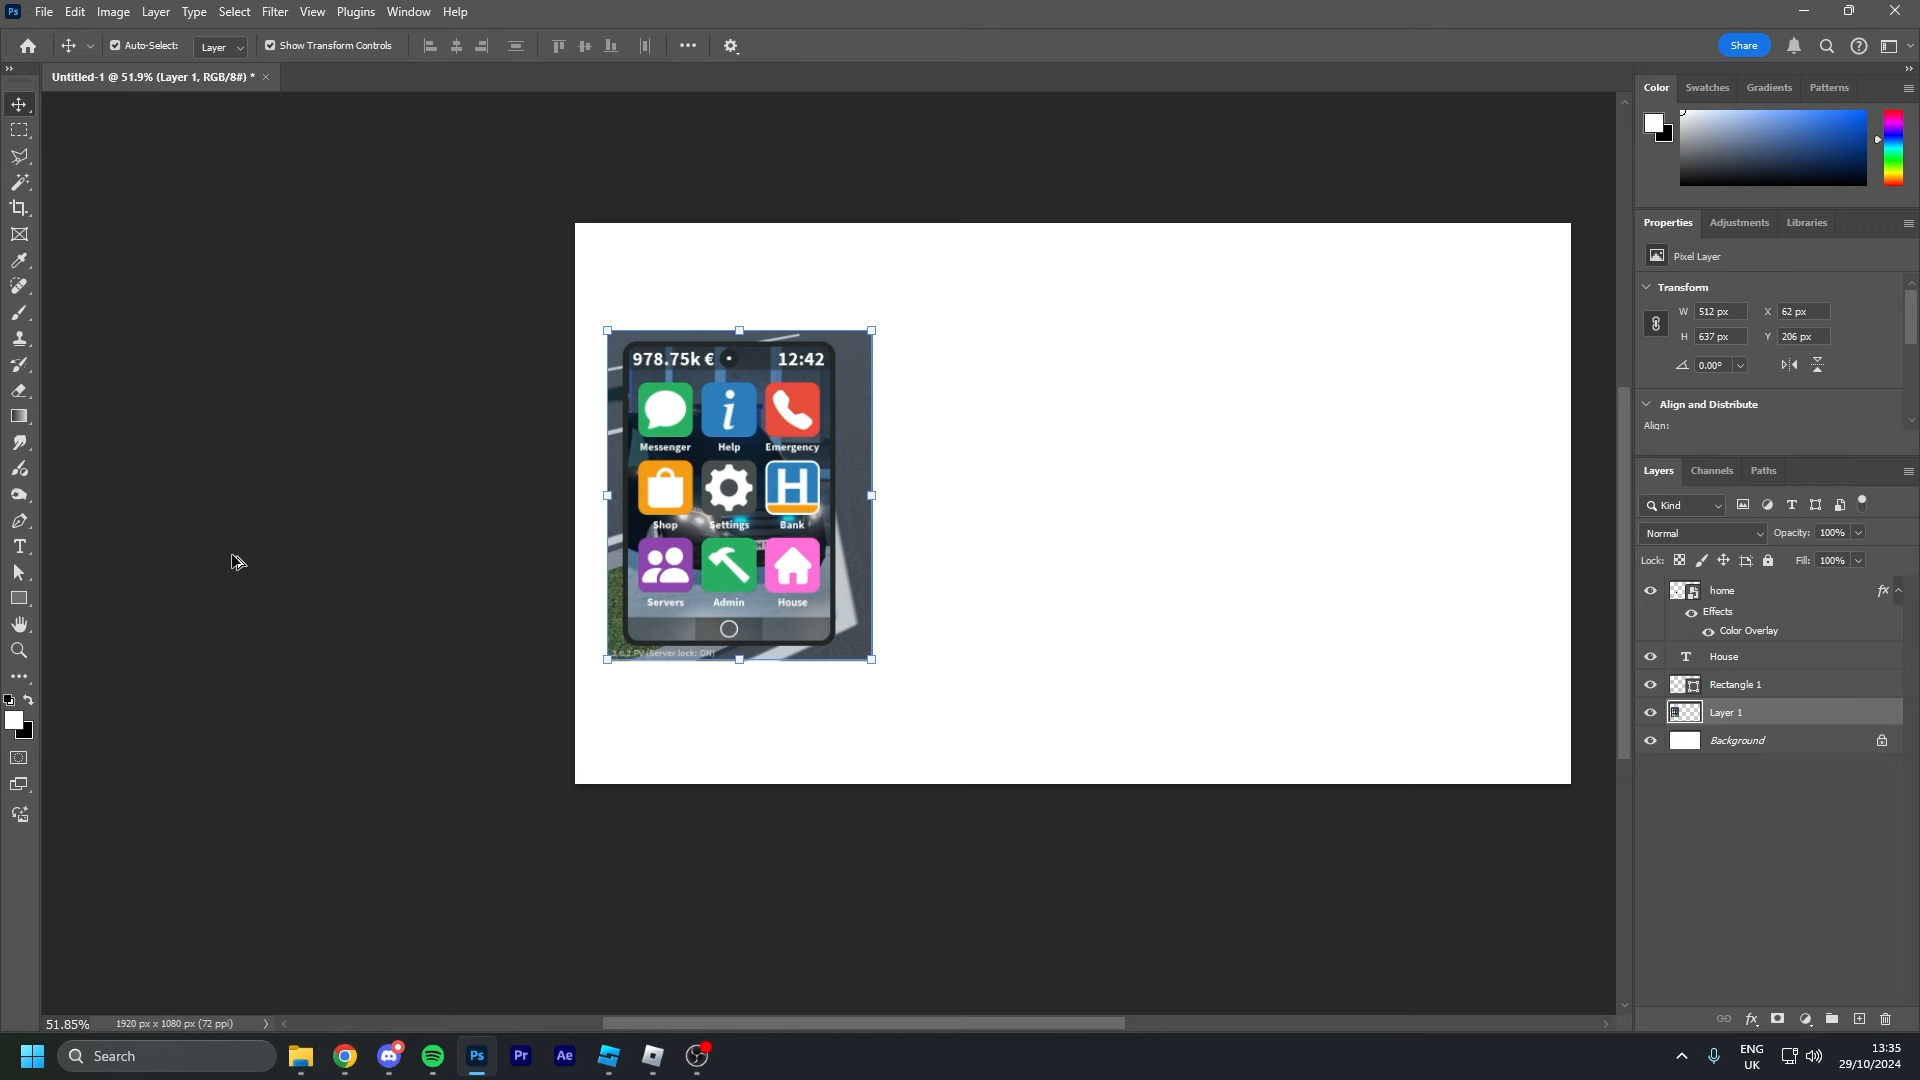 Ps File Edit Image Layer Type Select Filter View Plugins Window Help
Auto-Select: Layer Show Transform Controls Share
Untitled-1 @ 51.9% (Layer 1, RGB/8#) * ×
Color Swatches Gradients Patterns
Properties Adjustments Libraries
Pixel Layer
Transform
W 512 px X 62 px
H 637 px Y 206 px
0.00°
Align and Distribute
Align:
978.75k € 12:42
Messenger Help Emergency
Shop Settings Bank
Servers Admin House
3.6.2 PV (Server lock: ON)
Layers Channels Paths
Kind
Normal Opacity: 100%
Lock: Fill: 100%
home fx
Effects
Color Overlay
T House
Rectangle 1
Layer 1
Background
51.85% 1920 px x 1080 px (72 ppi)
Search Ps Pr Ae ENG 13:35
UK 29/10/2024